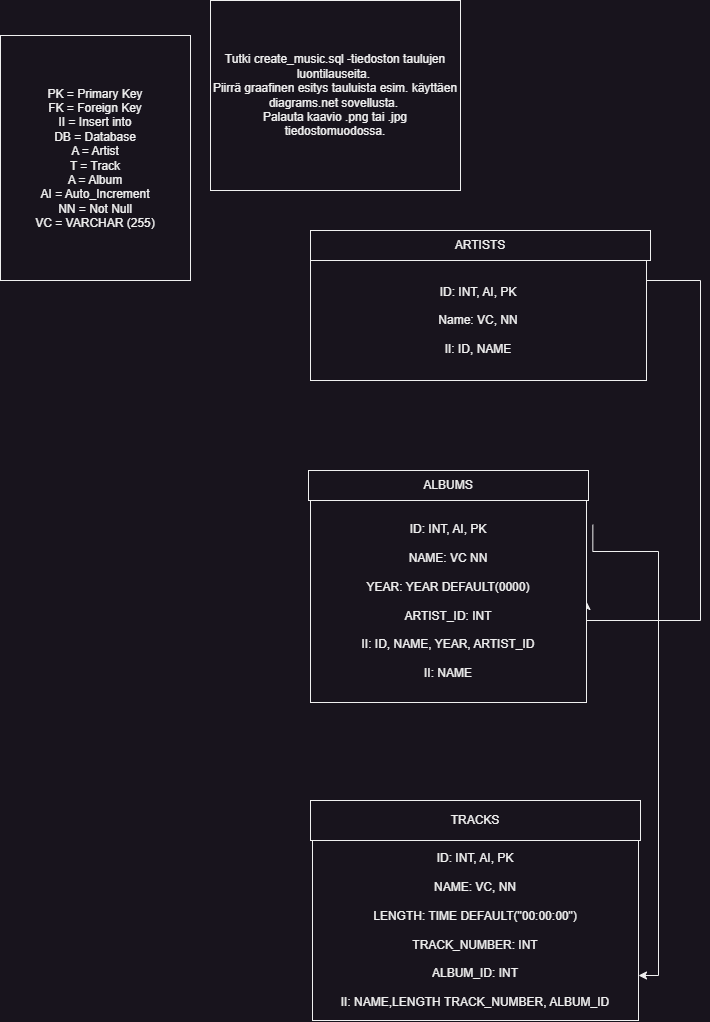 PK = Primary Key
FK = Foreign Key
II = Insert into
DB = Database
A = Artist
T = Track
A = Album
AI = Auto_Increment
NN = Not Null
VC = VARCHAR (255)
Tutki create_music.sql -tiedoston taulujen
luontilauseita.
Piirrä graafinen esitys tauluista esim. käyttäen
diagrams.net sovellusta.
Palauta kaavio .png tai .jpg
tiedostomuodossa.
ARTISTS
ID: INT, AI, PK
Name: VC, NN
II: ID, NAME
ALBUMS
ID: INT, AI, PK
NAME: VC NN
YEAR: YEAR DEFAULT(0000)
ARTIST_ID: INT
II: ID, NAME, YEAR, ARTIST_ID
II: NAME
TRACKS
ID: INT, AI, PK
NAME: VC, NN
LENGTH: TIME DEFAULT("00:00:00")
TRACK_NUMBER: INT
ALBUM_ID: INT
II: NAME,LENGTH TRACK_NUMBER, ALBUM_ID